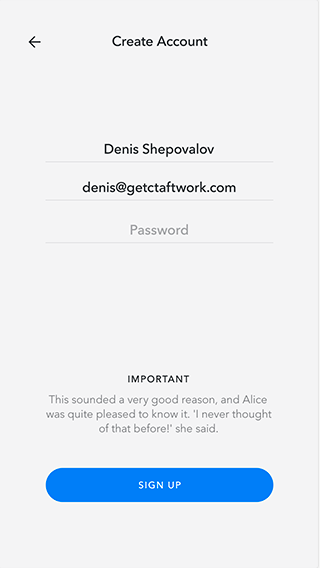 Create Account
Denis Shepovalov
denis@getctaftwork.com
Password
IMPORTANT
This sounded a very good reason, and Alice
was quite pleased to know it. 'I never thought
of that before!' she said.
SIGN UP